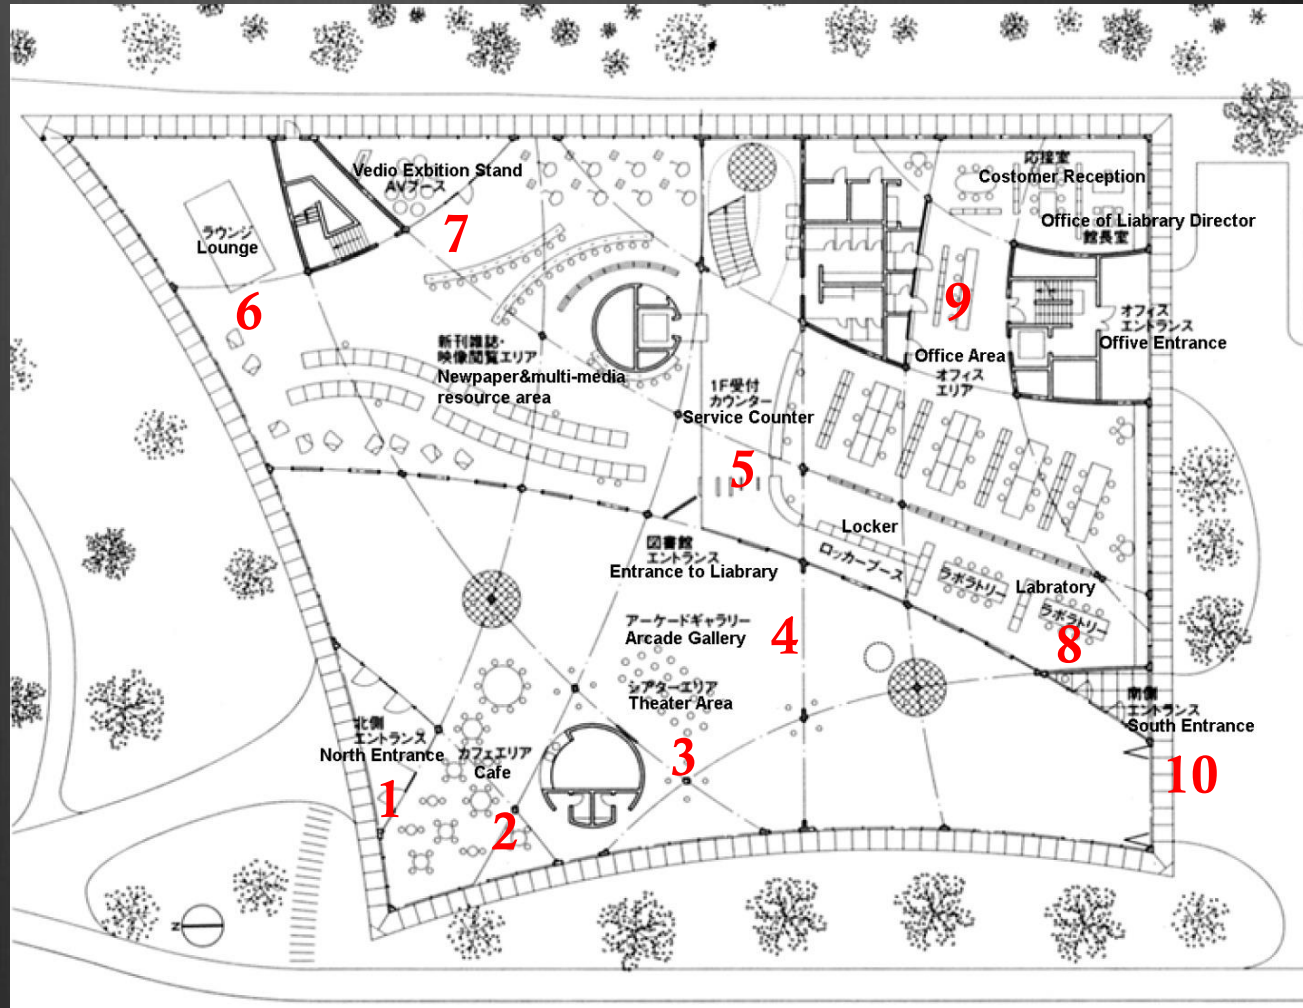 Vedio Exbition Stand
AVブース
7
ラウンジ
Lounge
6
応接室
Costomer Reception
Office of Liabrary Director
館長室
9
オフィス
エントランス
Offive Entrance
Office Area
オフィス
エリア
新刊雑誌・
映像閲覧エリア
Newpaper&multi-media
resource area
1F受付
カウンター
Service Counter
5
Locker
ロッカーブース
ラボラトリー
Labratory
ラボラトリー
8
図書館
エントランス
Entrance to Liabrary
アーケードギャラリー
Arcade Gallery
4
シアターエリア
Theater Area
3
北側
エントランス
North Entrance
1
カフェエリア
Cafe
2
南側
エントランス
South Entrance
10
N